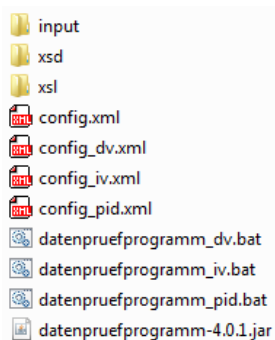 input
xsd
xsl
config.xml
config_dv.xml
config_iv.xml
config_pid.xml
datenpruefprogramm_dv.bat
datenpruefprogramm_iv.bat
datenpruefprogramm_pid.bat
datenpruefprogramm-4.0.1.jar